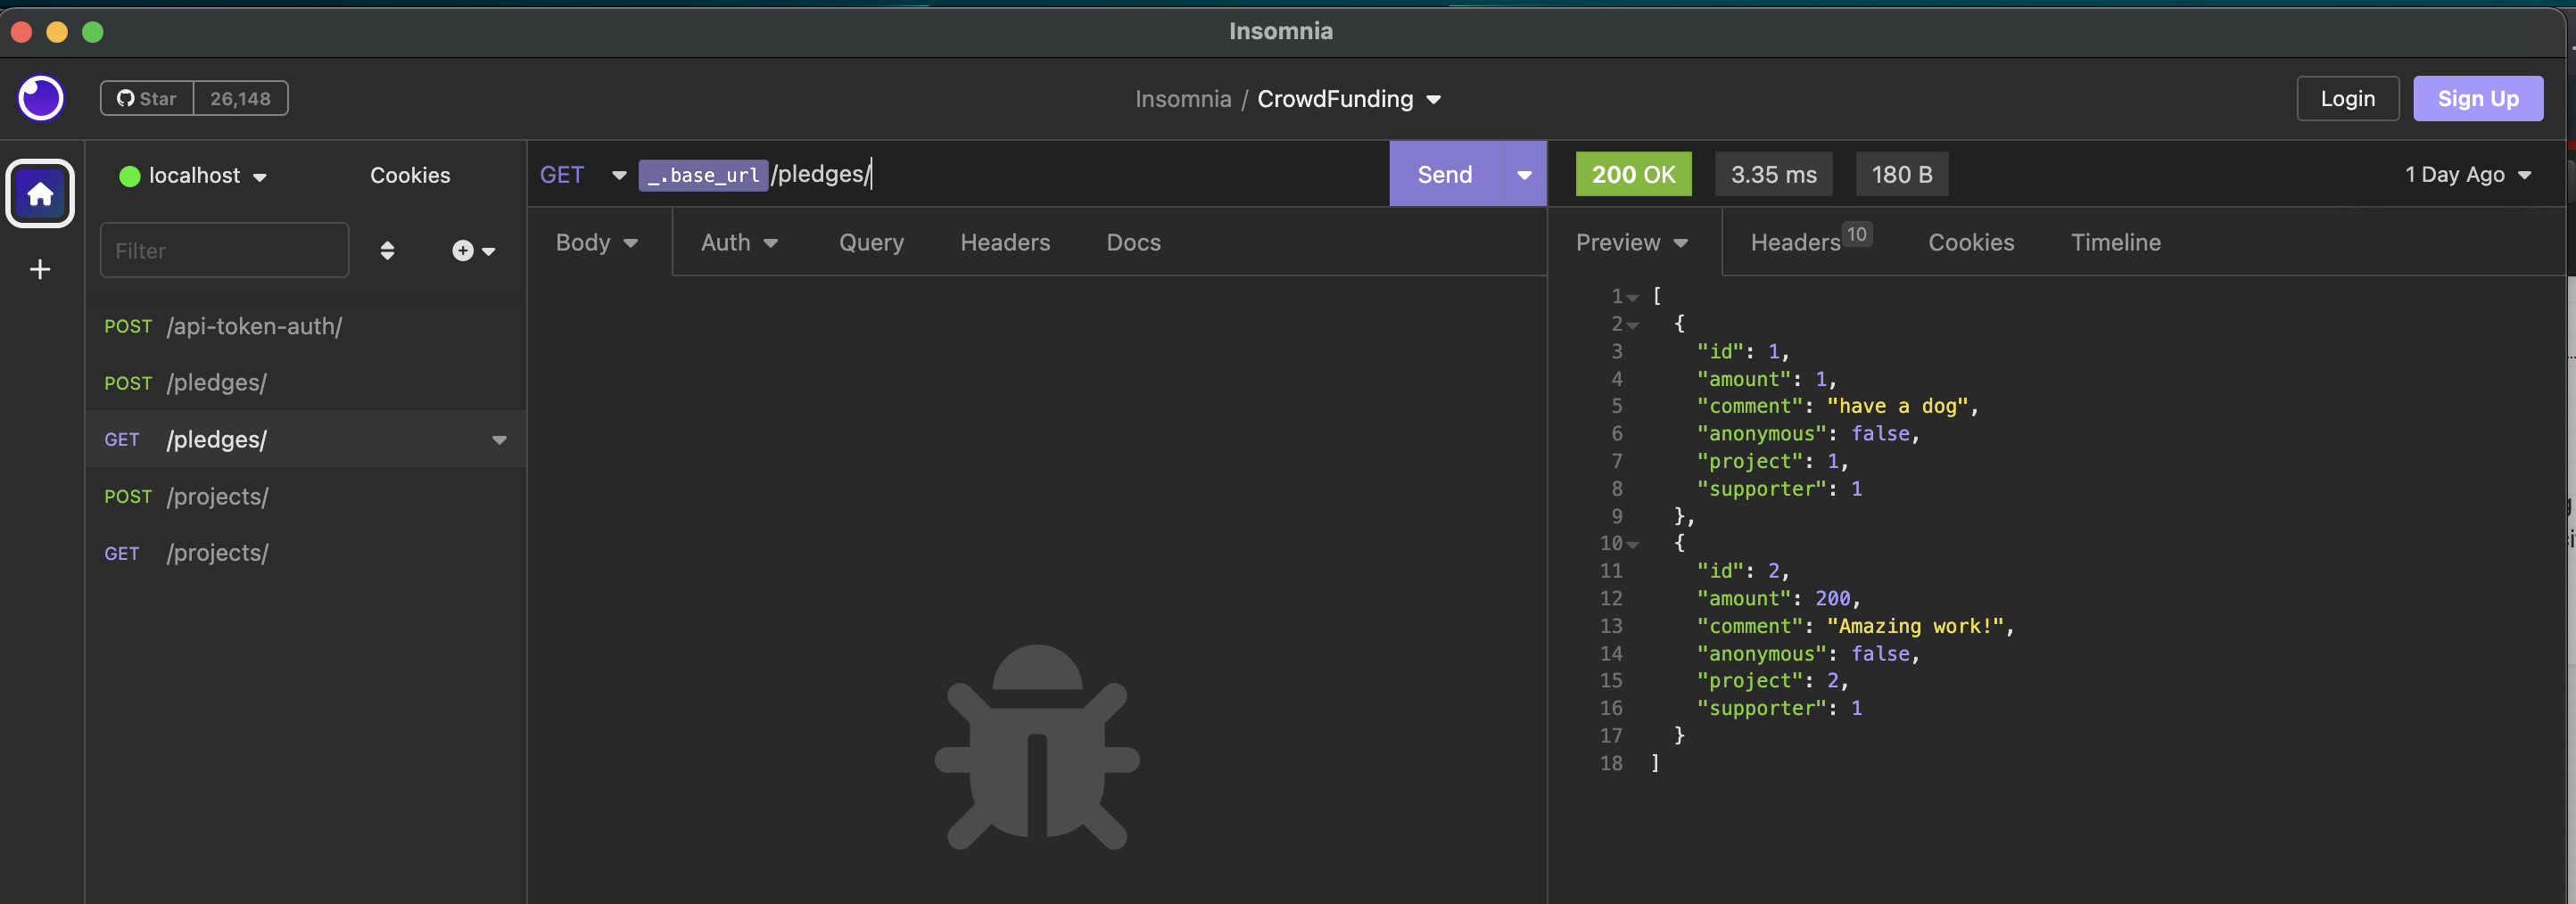 Insomnia
Star 26,148
Insomnia / CrowdFunding
Login
Sign Up
localhost
Cookies
Filter
POST /api-token-auth/
POST /pledges/
GET /pledges/
POST /projects/
GET /projects/
GET _.base_url/pledges/
Send
Body
Auth
Query
Headers
Docs
200 OK
3.35 ms
180 B
1 Day Ago
Preview
Headers 10
Cookies
Timeline
1 [
2 {
3 "id": 1,
4 "amount": 1,
5 "comment": "have a dog",
6 "anonymous": false,
7 "project": 1,
8 "supporter": 1
9 },
10 {
11 "id": 2,
12 "amount": 200,
13 "comment": "Amazing work!",
14 "anonymous": false,
15 "project": 2,
16 "supporter": 1
17 }
18 ]